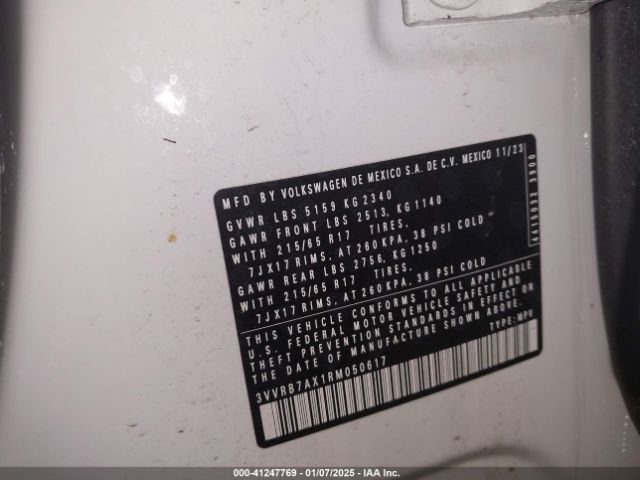 MFD BY VOLKSWAGEN DE MEXICO S.A. DE C.V. MEXICO 11/23
GVWR LBS 5159 KG 2340
GAWR FRONT LBS 2513, KG 1140
WITH 215/65 R17 TIRES,
7JX17 RIMS, AT 260 KPA, 38 PSI COLD
GAWR REAR LBS 2756, KG 1250
WITH 215/65 R17 TIRES,
7JX17 RIMS, AT 260 KPA, 38 PSI COLD
THIS VEHICLE CONFORMS TO ALL APPLICABLE
U.S. FEDERAL MOTOR VEHICLE SAFETY AND
THEFT PREVENTION STANDARDS IN EFFECT ON
THE DATE OF MANUFACTURE SHOWN ABOVE.
3VVRB7AX1RM050617 TYPE: MPV
000-41247769 - 01/07/2025 - IAA Inc.